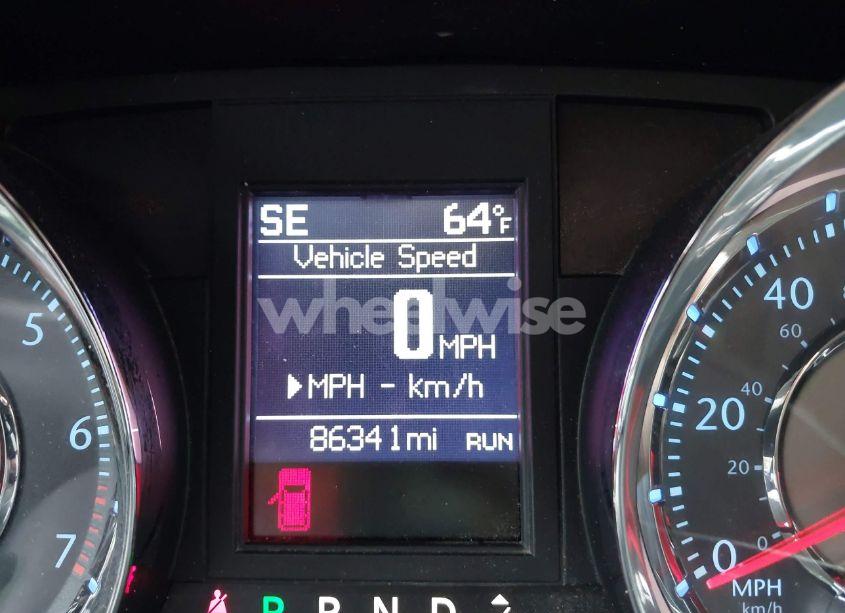 SE 64°F
Vehicle Speed
0 MPH
MPH - km/h
86341mi RUN
wheelwise
5
6
7
40
20
0
60
40
20
0
MPH
km/h
P R N D